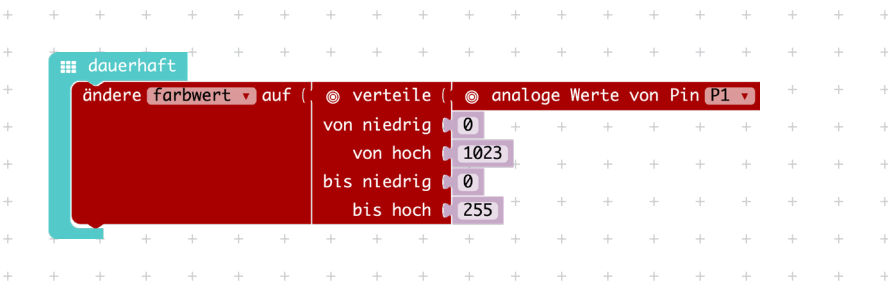 dauerhaft
ändere farbwert auf ( verteile ( analoge Werte von Pin P1
von niedrig 0
von hoch 1023
bis niedrig 0
bis hoch 255